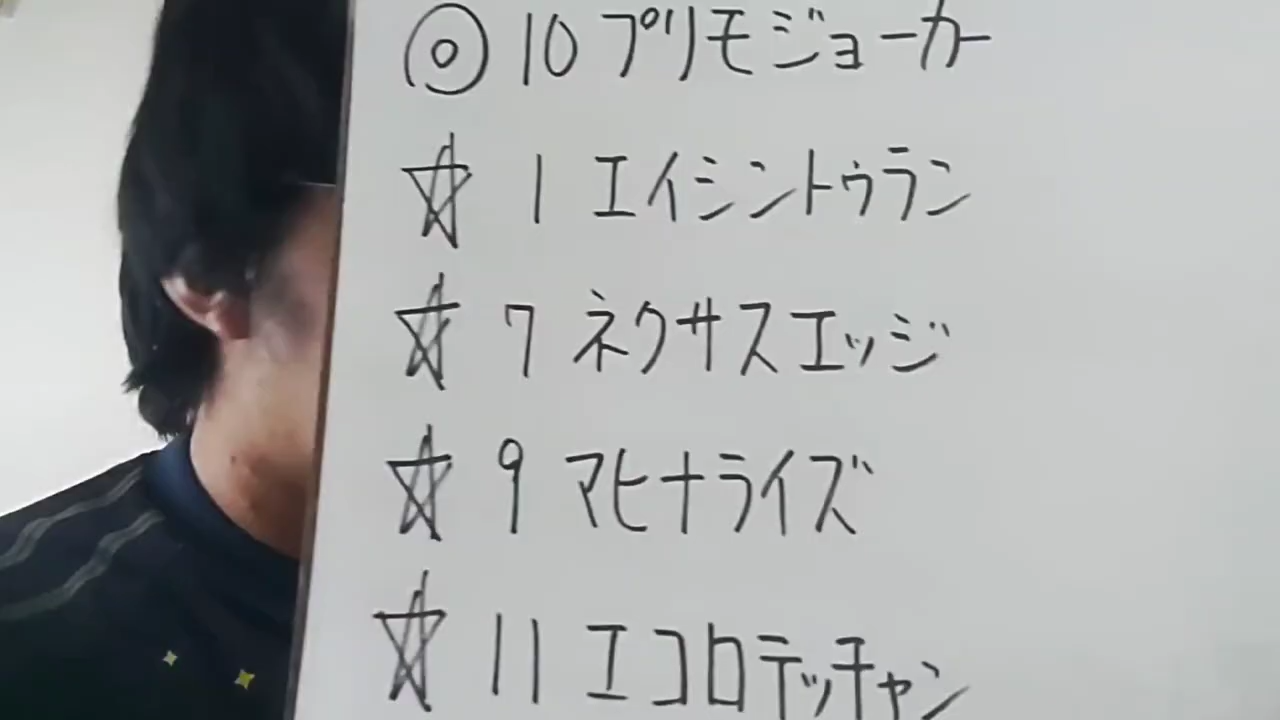 ◎ 10 プリモジョーカー
☆ 1 エイシントゥラン
☆ 7 ネクサスエッジ
☆ 9 マヒナライズ
☆ 11 エコロテッチャン